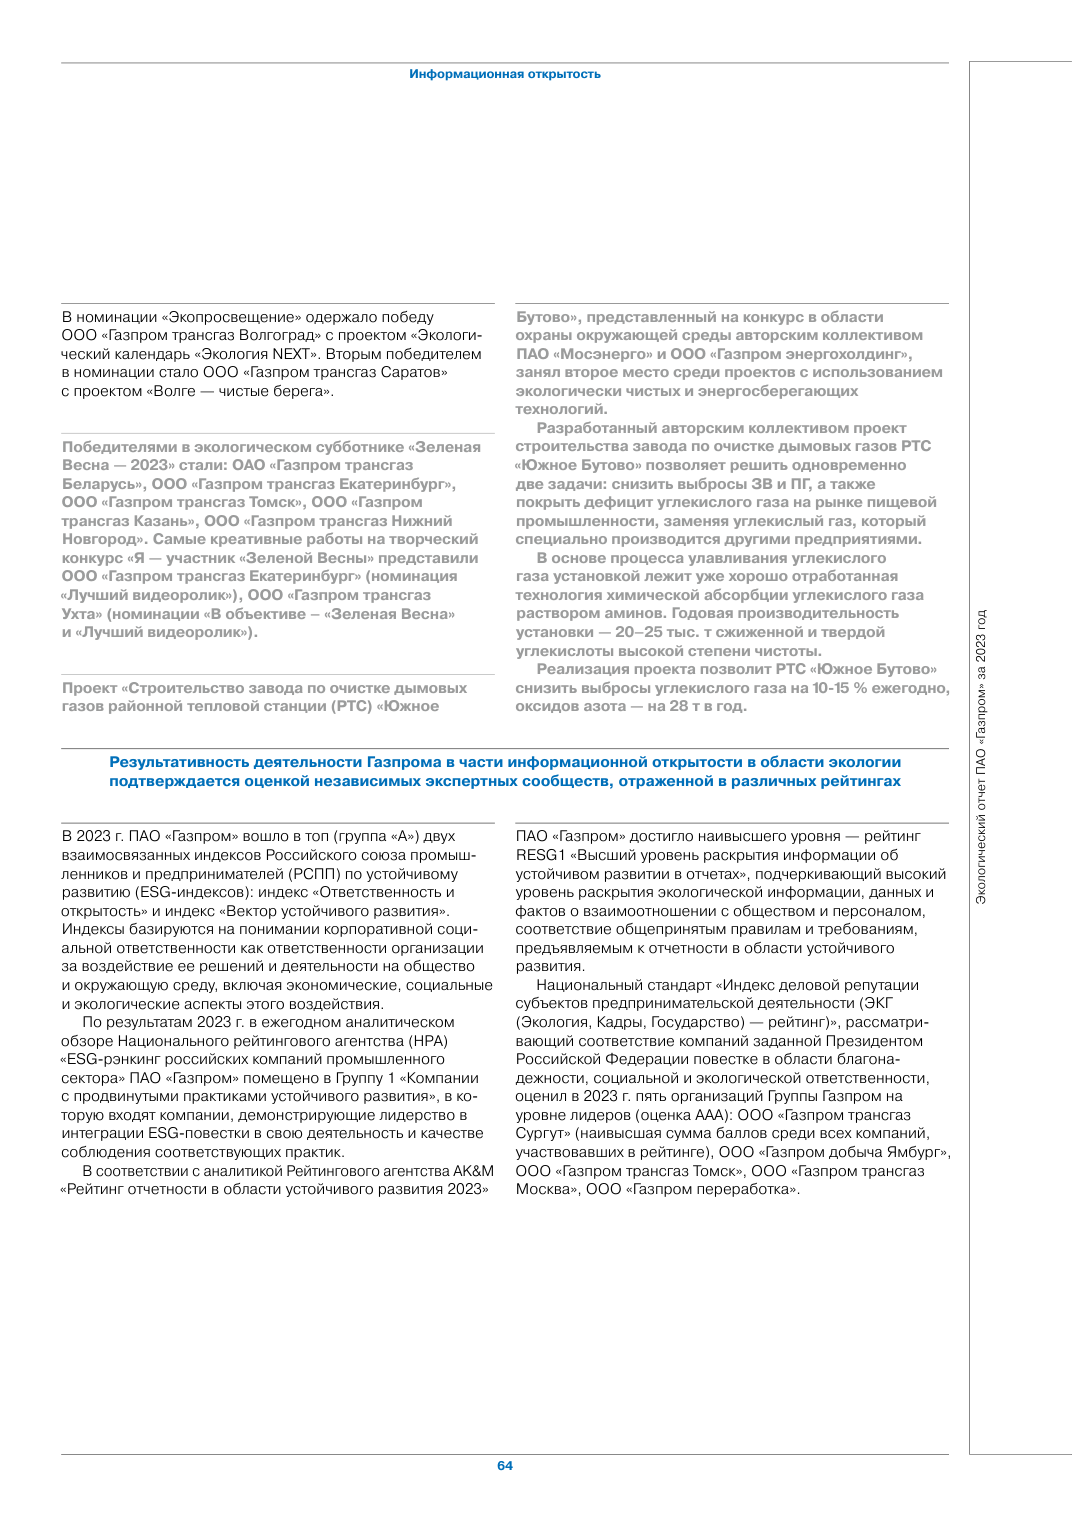 Информационная открытость
В номинации «Экопросвещение» одержало победу
ООО «Газпром трансгаз Волгоград» с проектом «Экологи-
ческий календарь «Экология NEXT». Вторым победителем
в номинации стало ООО «Газпром трансгаз Саратов»
с проектом «Волге — чистые берега».
Победителями в экологическом субботнике «Зеленая
Весна — 2023» стали: ОАО «Газпром трансгаз
Беларусь», ООО «Газпром трансгаз Екатеринбург»,
ООО «Газпром трансгаз Томск», ООО «Газпром
трансгаз Казань», ООО «Газпром трансгаз Нижний
Новгород». Самые креативные работы на творческий
конкурс «Я — участник «Зеленой Весны» представили
ООО «Газпром трансгаз Екатеринбург» (номинация
«Лучший видеоролик»), ООО «Газпром трансгаз
Ухта» (номинации «В объективе – «Зеленая Весна»
и «Лучший видеоролик»).
Проект «Строительство завода по очистке дымовых
газов районной тепловой станции (РТС) «Южное
Бутово», представленный на конкурс в области
охраны окружающей среды авторским коллективом
ПАО «Мосэнерго» и ООО «Газпром энергохолдинг»,
занял второе место среди проектов с использованием
экологически чистых и энергосберегающих
технологий.
Разработанный авторским коллективом проект
строительства завода по очистке дымовых газов РТС
«Южное Бутово» позволяет решить одновременно
две задачи: снизить выбросы ЗВ и ПГ, а также
покрыть дефицит углекислого газа на рынке пищевой
промышленности, заменяя углекислый газ, который
специально производится другими предприятиями.
В основе процесса улавливания углекислого
газа установкой лежит уже хорошо отработанная
технология химической абсорбции углекислого газа
раствором аминов. Годовая производительность
установки — 20–25 тыс. т сжиженной и твердой
углекислоты высокой степени чистоты.
Реализация проекта позволит РТС «Южное Бутово»
снизить выбросы углекислого газа на 10-15 % ежегодно,
оксидов азота — на 28 т в год.
Результативность деятельности Газпрома в части информационной открытости в области экологии
подтверждается оценкой независимых экспертных сообществ, отраженной в различных рейтингах
В 2023 г. ПАО «Газпром» вошло в топ (группа «А») двух
взаимосвязанных индексов Российского союза промыш-
ленников и предпринимателей (РСПП) по устойчивому
развитию (ESG-индексов): индекс «Ответственность и
открытость» и индекс «Вектор устойчивого развития».
Индексы базируются на понимании корпоративной соци-
альной ответственности как ответственности организации
за воздействие ее решений и деятельности на общество
и окружающую среду, включая экономические, социальные
и экологические аспекты этого воздействия.
По результатам 2023 г. в ежегодном аналитическом
обзоре Национального рейтингового агентства (НРА)
«ESG-рэнкинг российских компаний промышленного
сектора» ПАО «Газпром» помещено в Группу 1 «Компании
с продвинутыми практиками устойчивого развития», в ко-
торую входят компании, демонстрирующие лидерство в
интеграции ESG-повестки в свою деятельность и качестве
соблюдения соответствующих практик.
В соответствии с аналитикой Рейтингового агентства AK&M
«Рейтинг отчетности в области устойчивого развития 2023»
ПАО «Газпром» достигло наивысшего уровня — рейтинг
RESG1 «Высший уровень раскрытия информации об
устойчивом развитии в отчетах», подчеркивающий высокий
уровень раскрытия экологической информации, данных и
фактов о взаимоотношении с обществом и персоналом,
соответствие общепринятым правилам и требованиям,
предъявляемым к отчетности в области устойчивого
развития.
Национальный стандарт «Индекс деловой репутации
субъектов предпринимательской деятельности (ЭКГ
(Экология, Кадры, Государство) — рейтинг)», рассматри-
вающий соответствие компаний заданной Президентом
Российской Федерации повестке в области благона-
дежности, социальной и экологической ответственности,
оценил в 2023 г. пять организаций Группы Газпром на
уровне лидеров (оценка ААА): ООО «Газпром трансгаз
Сургут» (наивысшая сумма баллов среди всех компаний,
участвовавших в рейтинге), ООО «Газпром добыча Ямбург»,
ООО «Газпром трансгаз Томск», ООО «Газпром трансгаз
Москва», ООО «Газпром переработка».
Экологический отчет ПАО «Газпром» за 2023 год
64